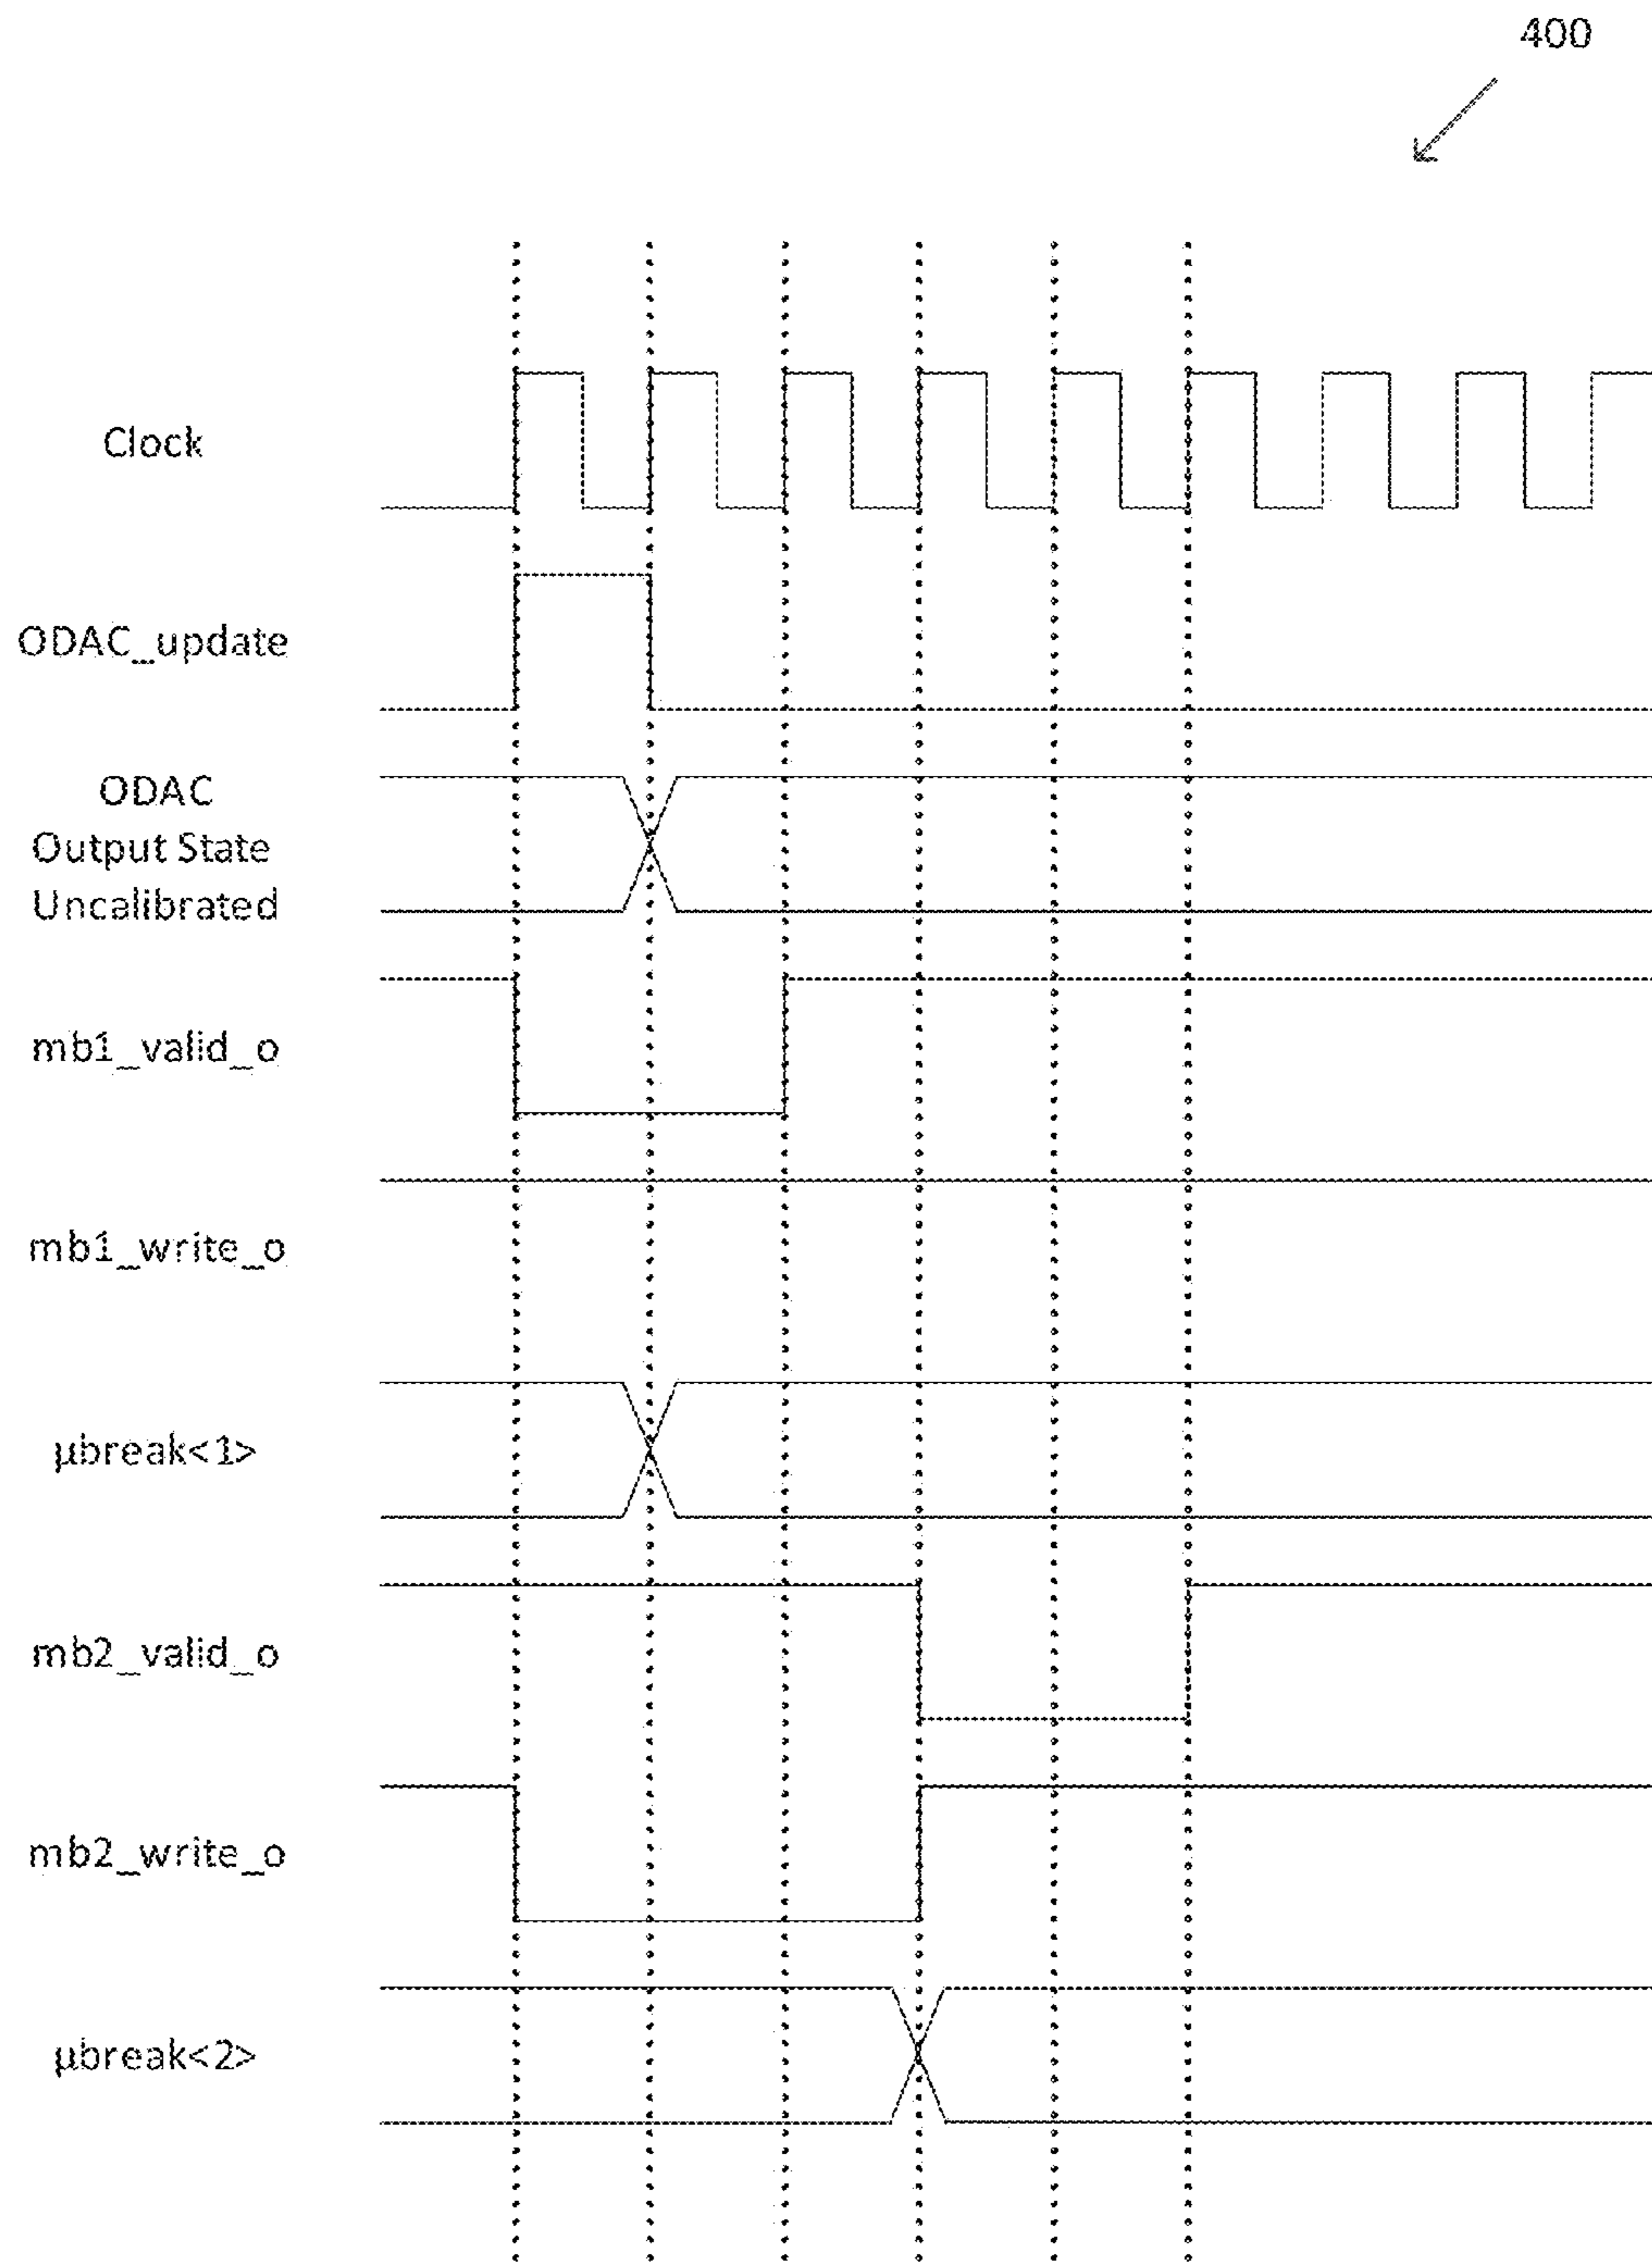 400
Clock
ODAC_update
ODAC
Output State
Uncalibrated
mb1_valid_o
mb1_write_o
µbreak<1>
mb2_valid_o
mb2_write_o
µbreak<2>